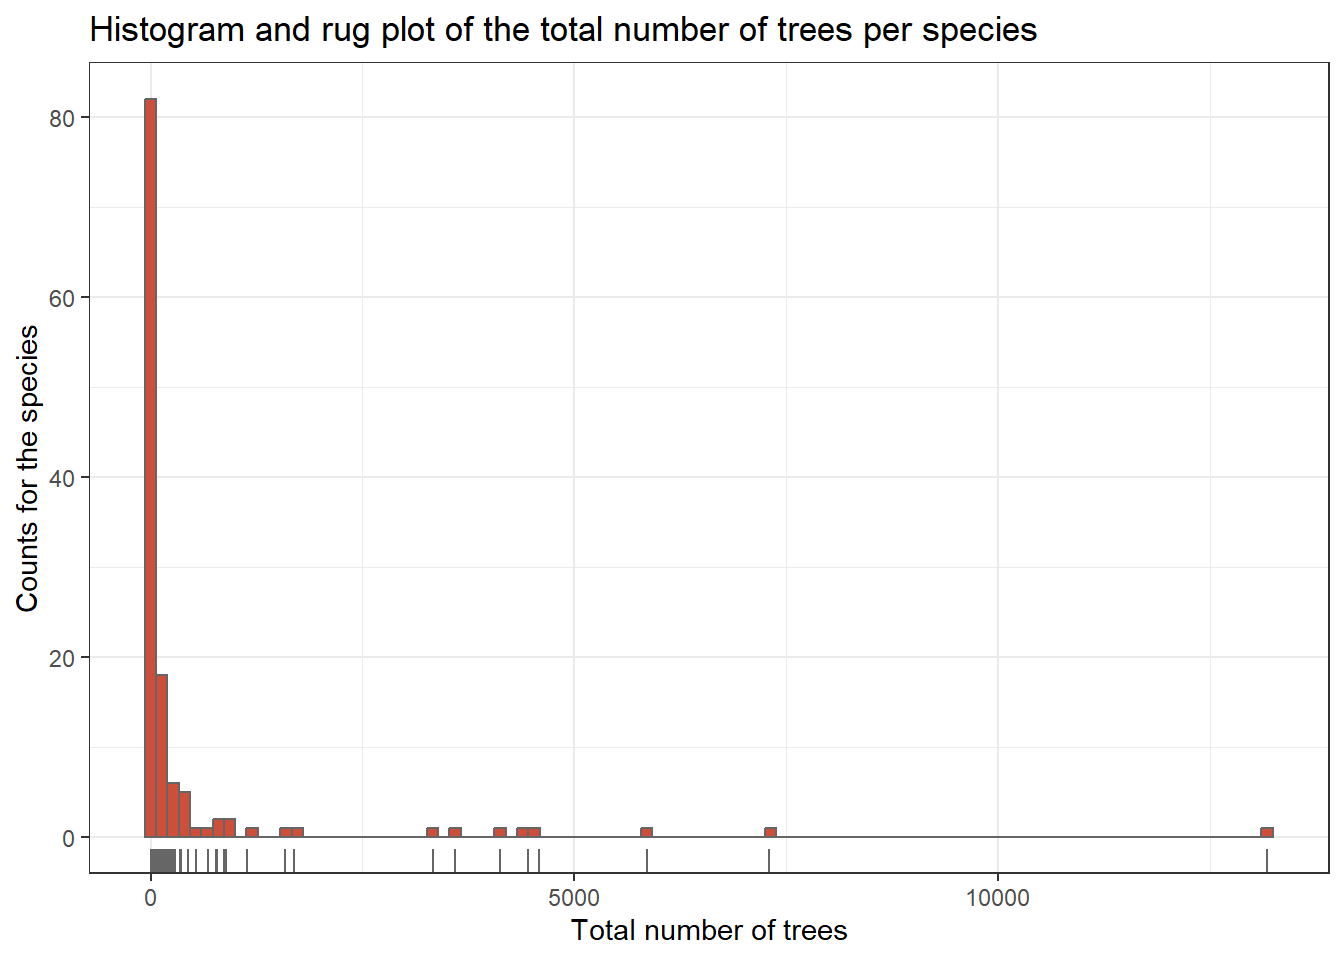 Histogram and rug plot of the total number of trees per species
80
60
40
20
0
Counts for the species
0 5000 10000
Total number of trees